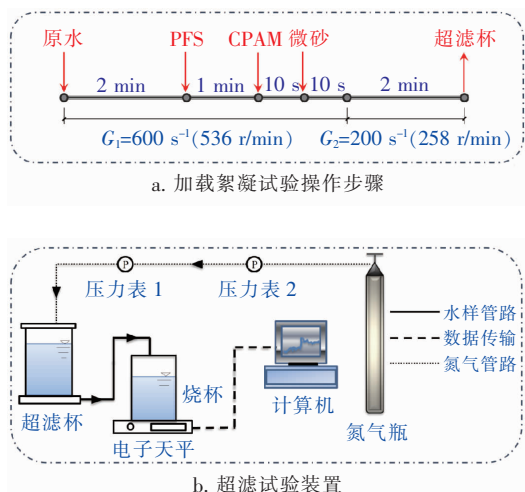 原水 PFS CPAM 微砂 超滤杯
2 min 1 min 10 s 10 s 2 min
G₁=600 s⁻¹(536 r/min) G₂=200 s⁻¹(258 r/min)
a. 加载絮凝试验操作步骤
P P
压力表 1 压力表 2
水样管路
数据传输
氮气管路
超滤杯
烧杯
电子天平
计算机
氮气瓶
b. 超滤试验装置